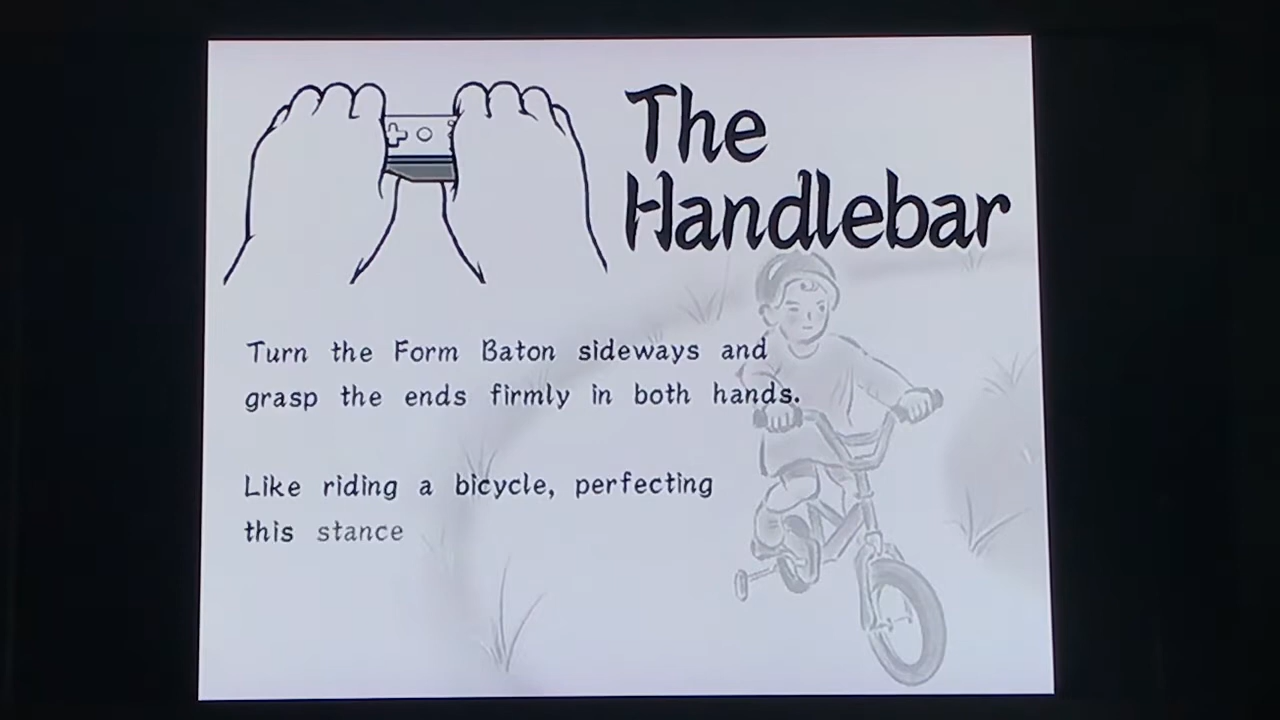 The
Handlebar
Turn the Form Baton sideways and
grasp the ends firmly in both hands.
Like riding a bicycle, perfecting
this stance